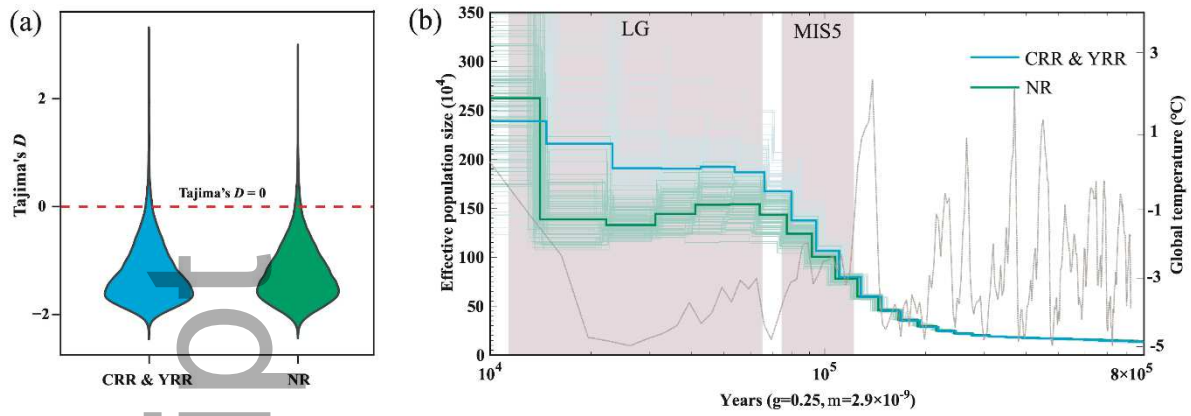 (a)
Tajima's D
2
0
−2
Tajima's D = 0
CRR & YRR
NR
(b)
Effective population size (10⁴)
350
300
250
200
150
100
50
0
LG
MIS5
CRR & YRR
NR
3
1
-1
-3
-5
Global temperature (°C)
10⁴
10⁵
8×10⁵
Years (g=0.25, m=2.9×10⁻⁹)